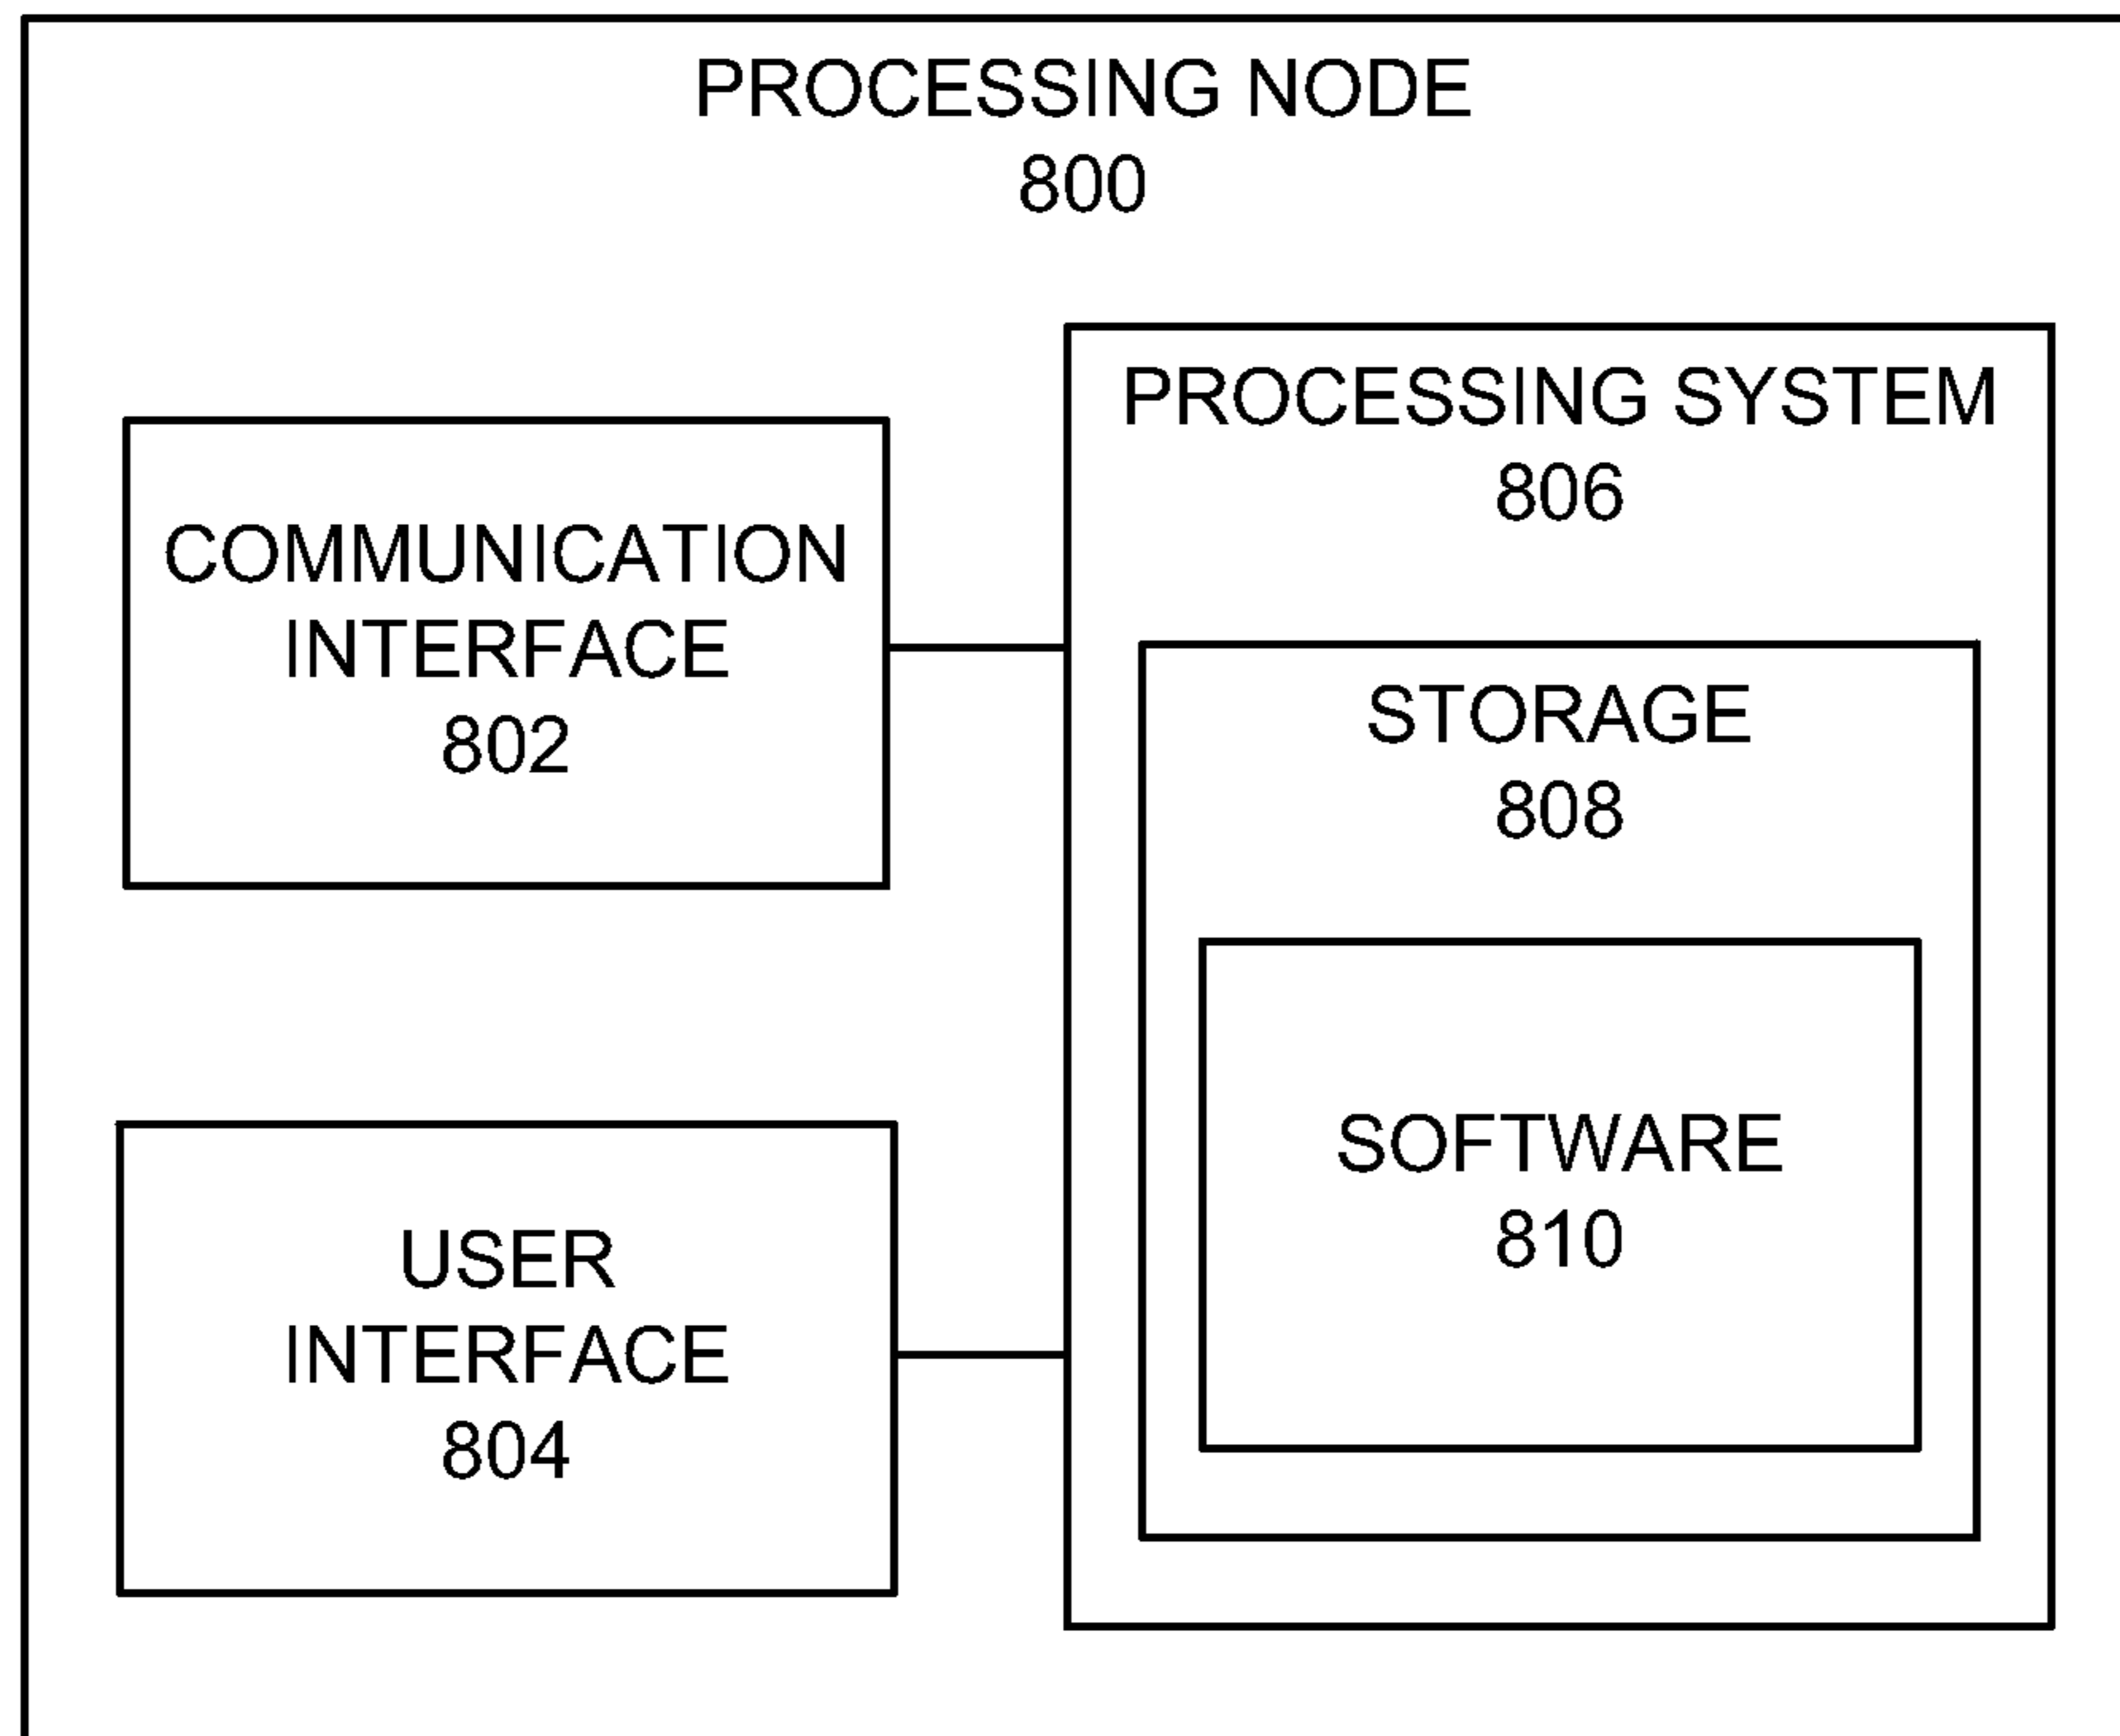 PROCESSING NODE
800
PROCESSING SYSTEM
806
COMMUNICATION
INTERFACE
802
STORAGE
808
SOFTWARE
810
USER
INTERFACE
804